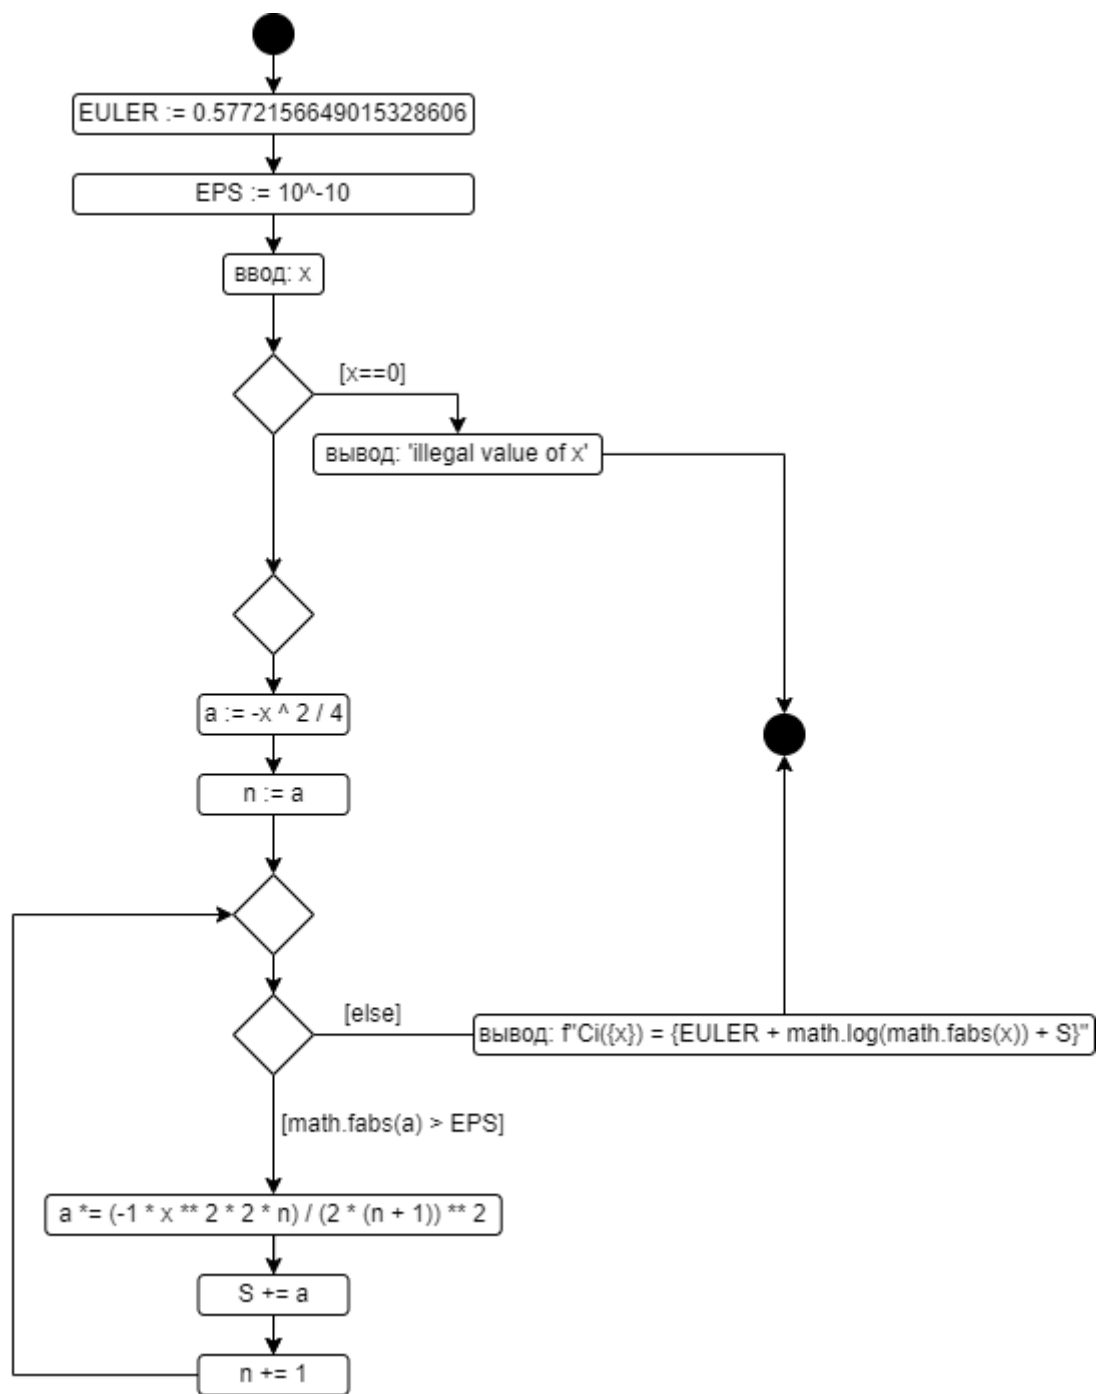 EULER := 0.5772156649015328606
EPS := 10^-10
ввод: x
[x==0]
вывод: 'illegal value of x'
a := -x ^ 2 / 4
n := a
[else]
вывод: f"Ci({x}) = {EULER + math.log(math.fabs(x)) + S}"
[math.fabs(a) > EPS]
a *= (-1 * x ** 2 * 2 * n) / (2 * (n + 1)) ** 2
S += a
n += 1